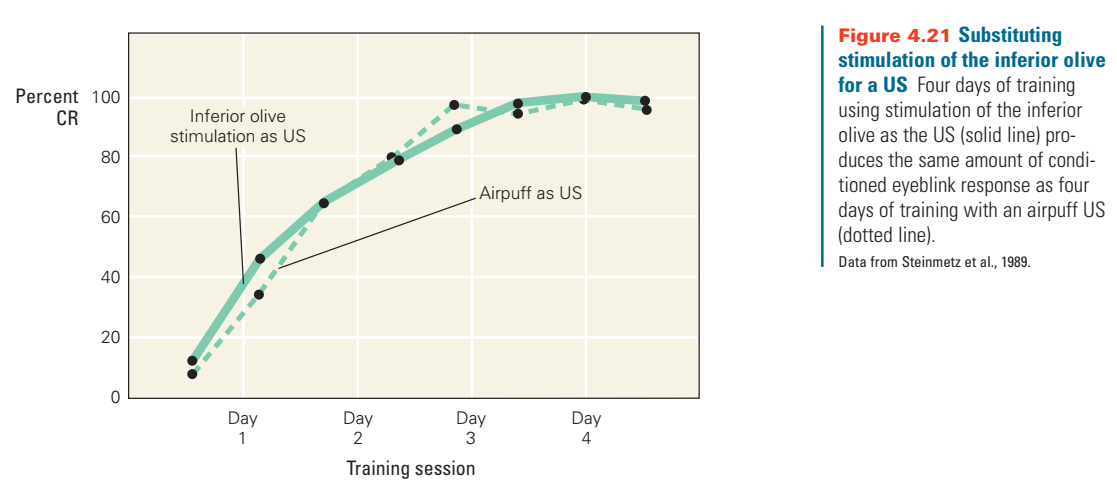 Percent
CR
100
80
60
40
20
0
Inferior olive
stimulation as US
Airpuff as US
Day
1
Day
2
Day
3
Day
4
Training session
Figure 4.21 Substituting
stimulation of the inferior olive
for a US Four days of training
using stimulation of the inferior
olive as the US (solid line) pro-
duces the same amount of condi-
tioned eyeblink response as four
days of training with an airpuff US
(dotted line).
Data from Steinmetz et al., 1989.